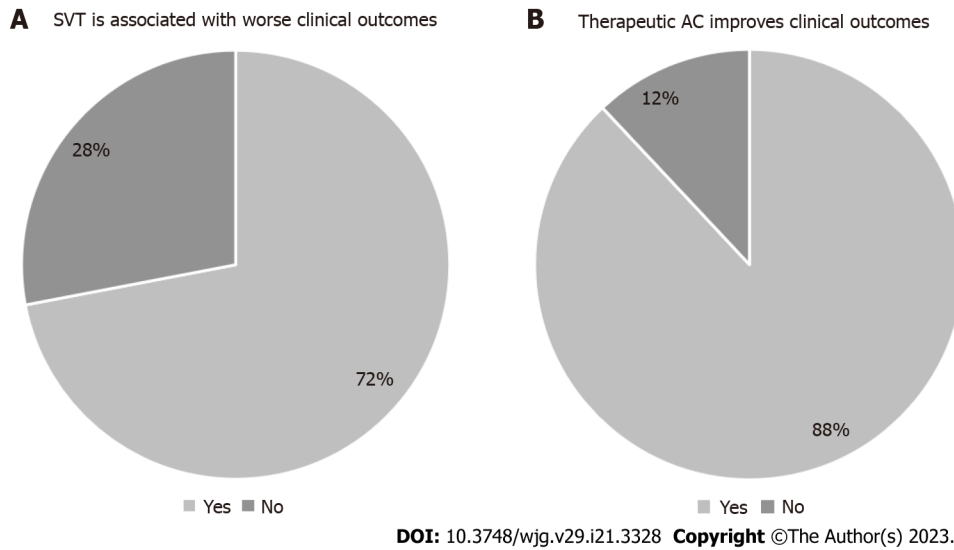 A SVT is associated with worse clinical outcomes
28%
72%
Yes No
B Therapeutic AC improves clinical outcomes
12%
88%
Yes No
DOI: 10.3748/wjg.v29.i21.3328 Copyright ©The Author(s) 2023.